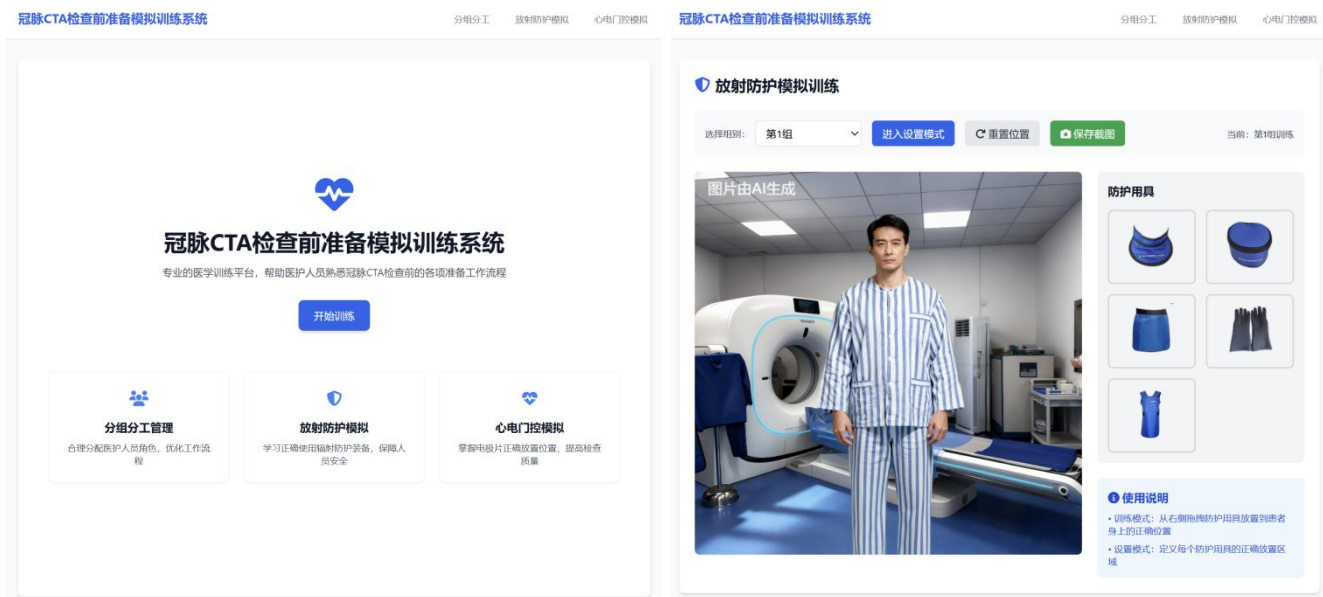 冠脉CTA检查前准备模拟训练系统
分组分工 放射防护模拟 心电门控模拟
冠脉CTA检查前准备模拟训练系统
专业的医学训练平台，帮助医护人员熟悉冠脉CTA检查前的各项准备工作流程
开始训练
分组分工管理
合理分配医护人员角色，优化工作流
程
放射防护模拟
学习正确使用辐射防护装备，保障人
员安全
心电门控模拟
掌握电极片正确放置位置，提高检查
质量
冠脉CTA检查前准备模拟训练系统
分组分工 放射防护模拟 心电门控模拟
放射防护模拟训练
选择组别： 第1组 进入设置模式 重置位置 保存截图 当前：第1组训练
图片由AI生成
防护用具
使用说明
• 训练模式：从右侧拖拽防护用具放置到患者
身上的正确位置
• 设置模式：定义每个防护用具的正确放置区
域